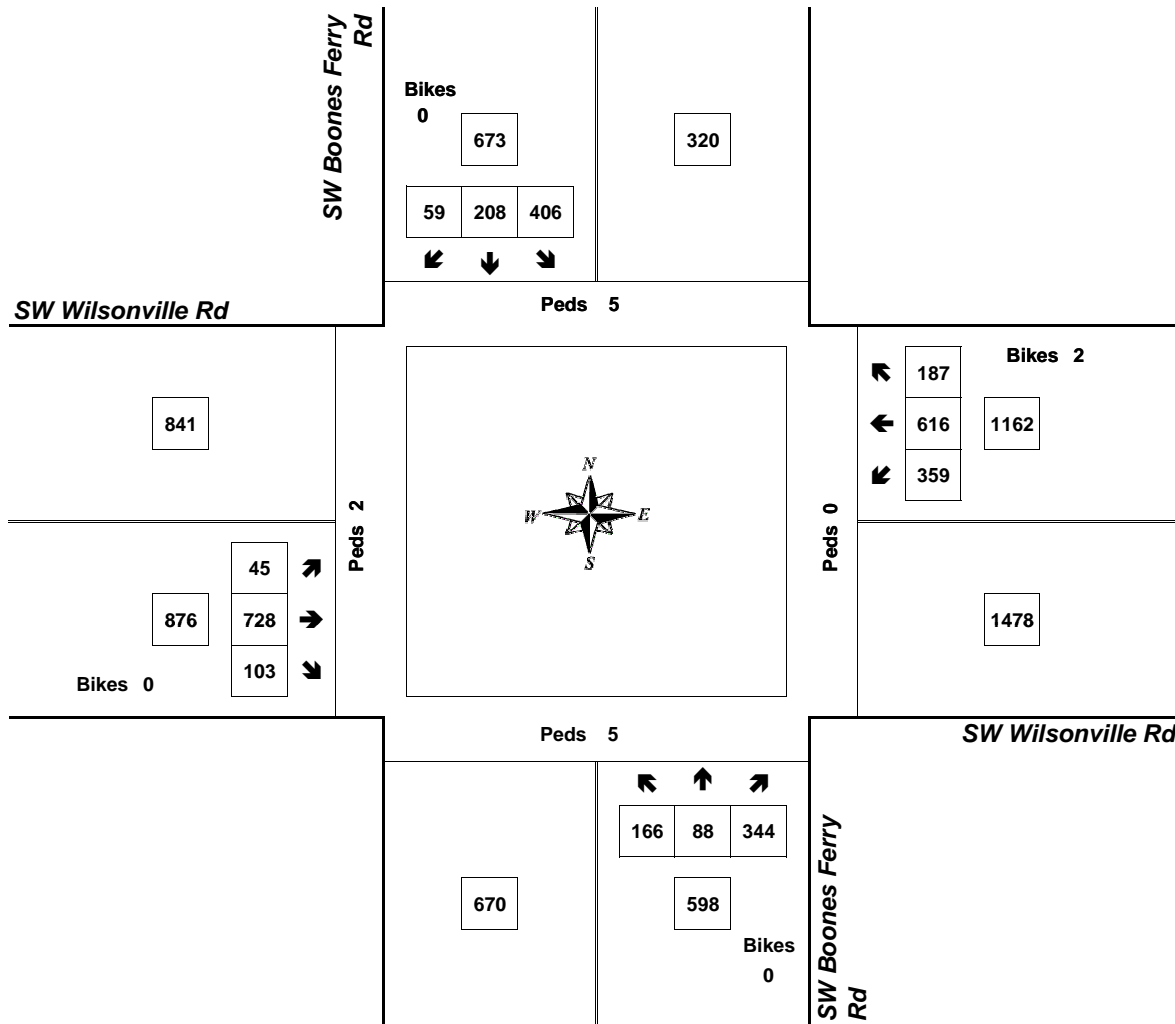 SW Boones Ferry
Rd
Bikes
0
673
320
59 208 406
Peds 5
SW Wilsonville Rd
Bikes 2
187
841
616 1162
359
N
W E
S
Peds 2
Peds 0
45
876 728
103
1478
Bikes 0
Peds 5
SW Wilsonville Rd
166 88 344
670
598
Bikes
0
SW Boones Ferry
Rd